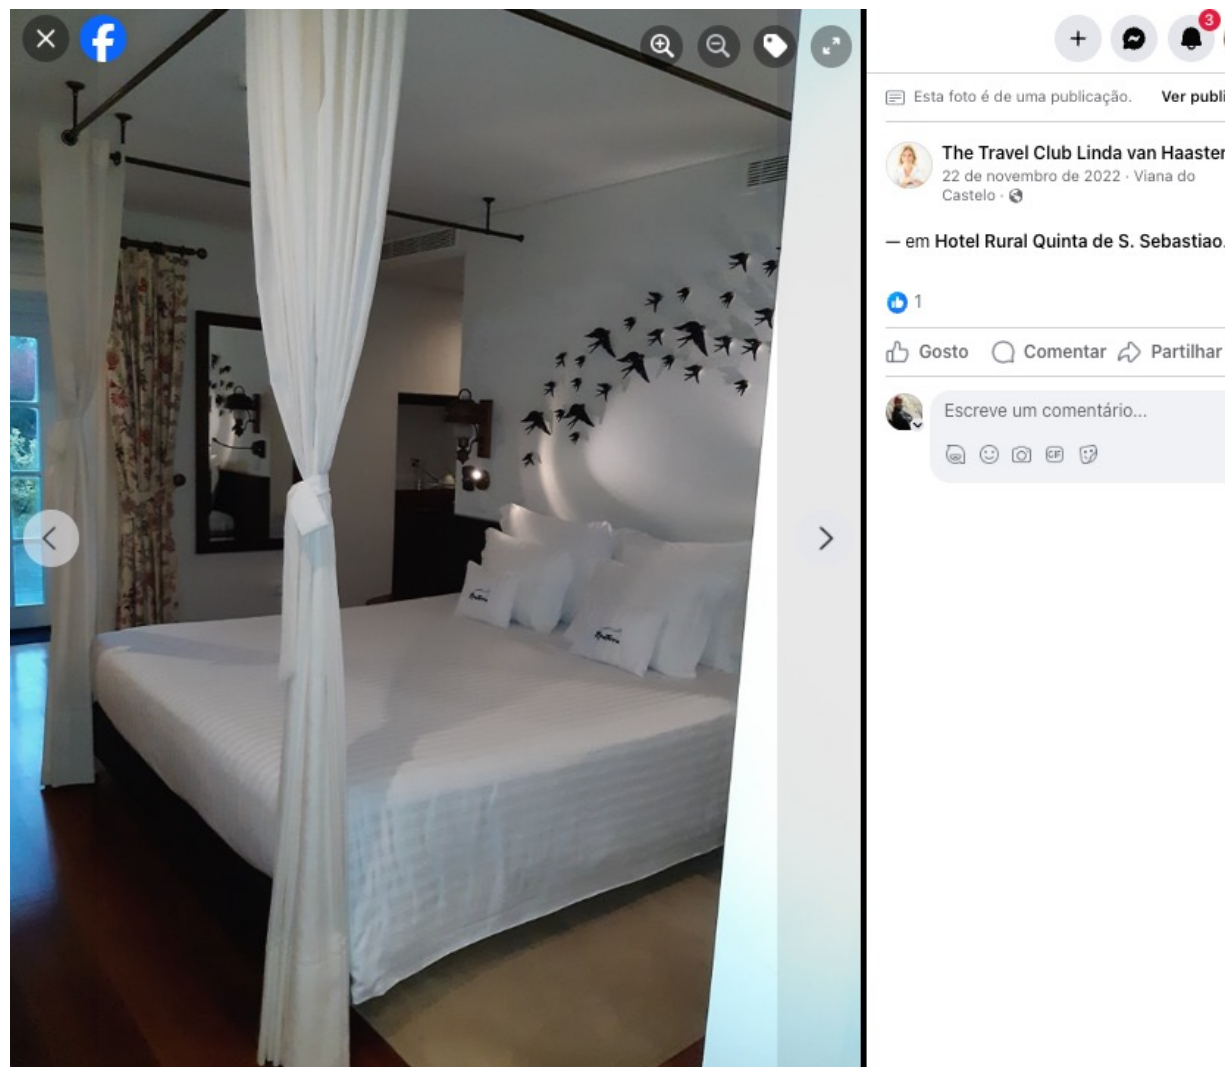 3
Esta foto é de uma publicação. Ver publi
The Travel Club Linda van Haaster
22 de novembro de 2022 · Viana do
Castelo ·
— em Hotel Rural Quinta de S. Sebastiao.
1
Gosto Comentar Partilhar
Escreve um comentário...
GIF